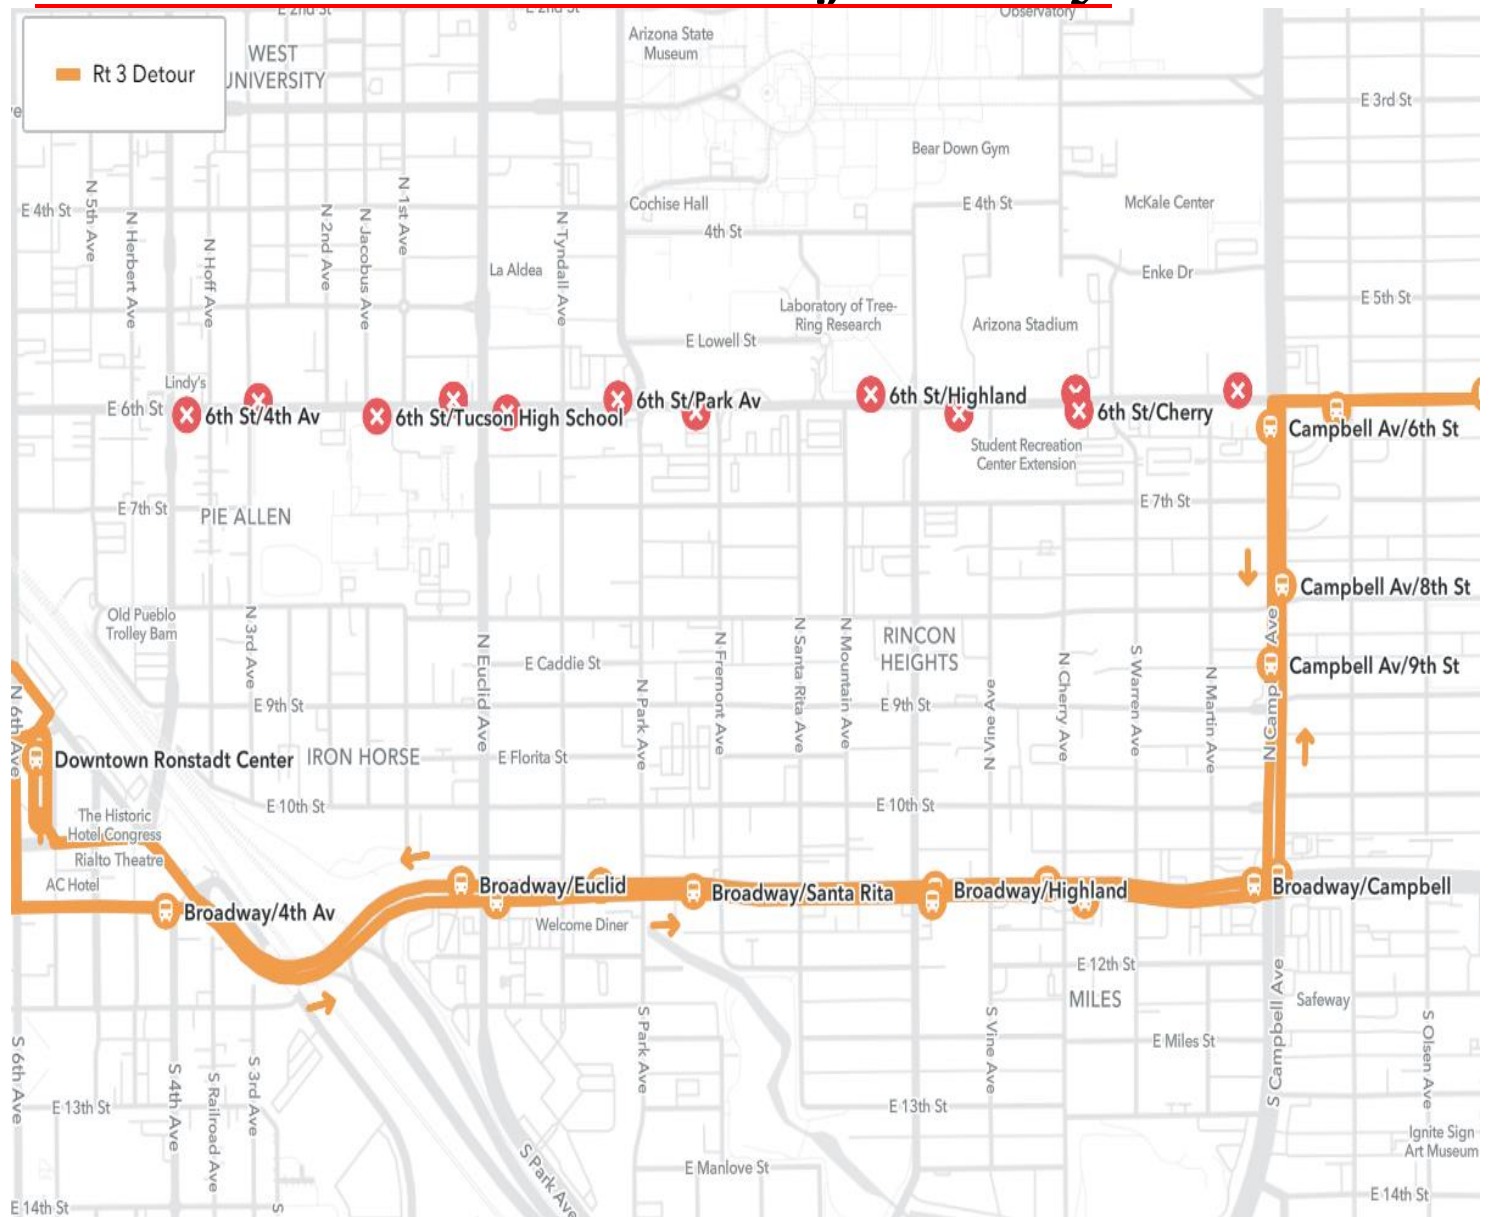 E 2nd St
E 2nd St
Observatory
Rt 3 Detour
WEST
UNIVERSITY
Arizona State
Museum
E 3rd St
Bear Down Gym
N 5th Ave
N Herbert Ave
N Hoff Ave
N 2nd Ave
N Jacobus Ave
N 1st Ave
N Tyndall Ave
E 4th St
Cochise Hall
4th St
E 4th St
McKale Center
La Aldea
Enke Dr
Laboratory of Tree-
Ring Research
Arizona Stadium
E 5th St
E Lowell St
Lindy's
E 6th St
6th St/4th Av
6th St/Tucson High School
6th St/Park Av
6th St/Highland
6th St/Cherry
Campbell Av/6th St
Student Recreation
Center Extension
E 7th St
PIE ALLEN
E 7th St
Campbell Av/8th St
Old Pueblo
Trolley Barn
N 3rd Ave
N Euclid Ave
E Caddie St
N Park Ave
N Fremont Ave
N Santa Rita Ave
N Mountain Ave
RINCON
HEIGHTS
N Vine Ave
N Cherry Ave
S Warren Ave
N Martin Ave
N Camp Ave
Campbell Av/9th St
N 6th Ave
E 9th St
E 9th St
Downtown Ronstadt Center
IRON HORSE
E Florita St
E 10th St
E 10th St
The Historic
Hotel Congress
Rialto Theatre
AC Hotel
Broadway/4th Av
Broadway/Euclid
Broadway/Santa Rita
Broadway/Highland
Broadway/Campbell
Welcome Diner
E 12th St
MILES
Safeway
S 6th Ave
S 4th Ave
S Railroad Ave
S 3rd Ave
S Park Ave
S Vine Ave
E Miles St
S Campbell Ave
S Olsen Ave
E 13th St
E 13th St
Ignite Sign
Art Museum
S Park Ave
E Manlove St
E 14th St
E 14th St
S